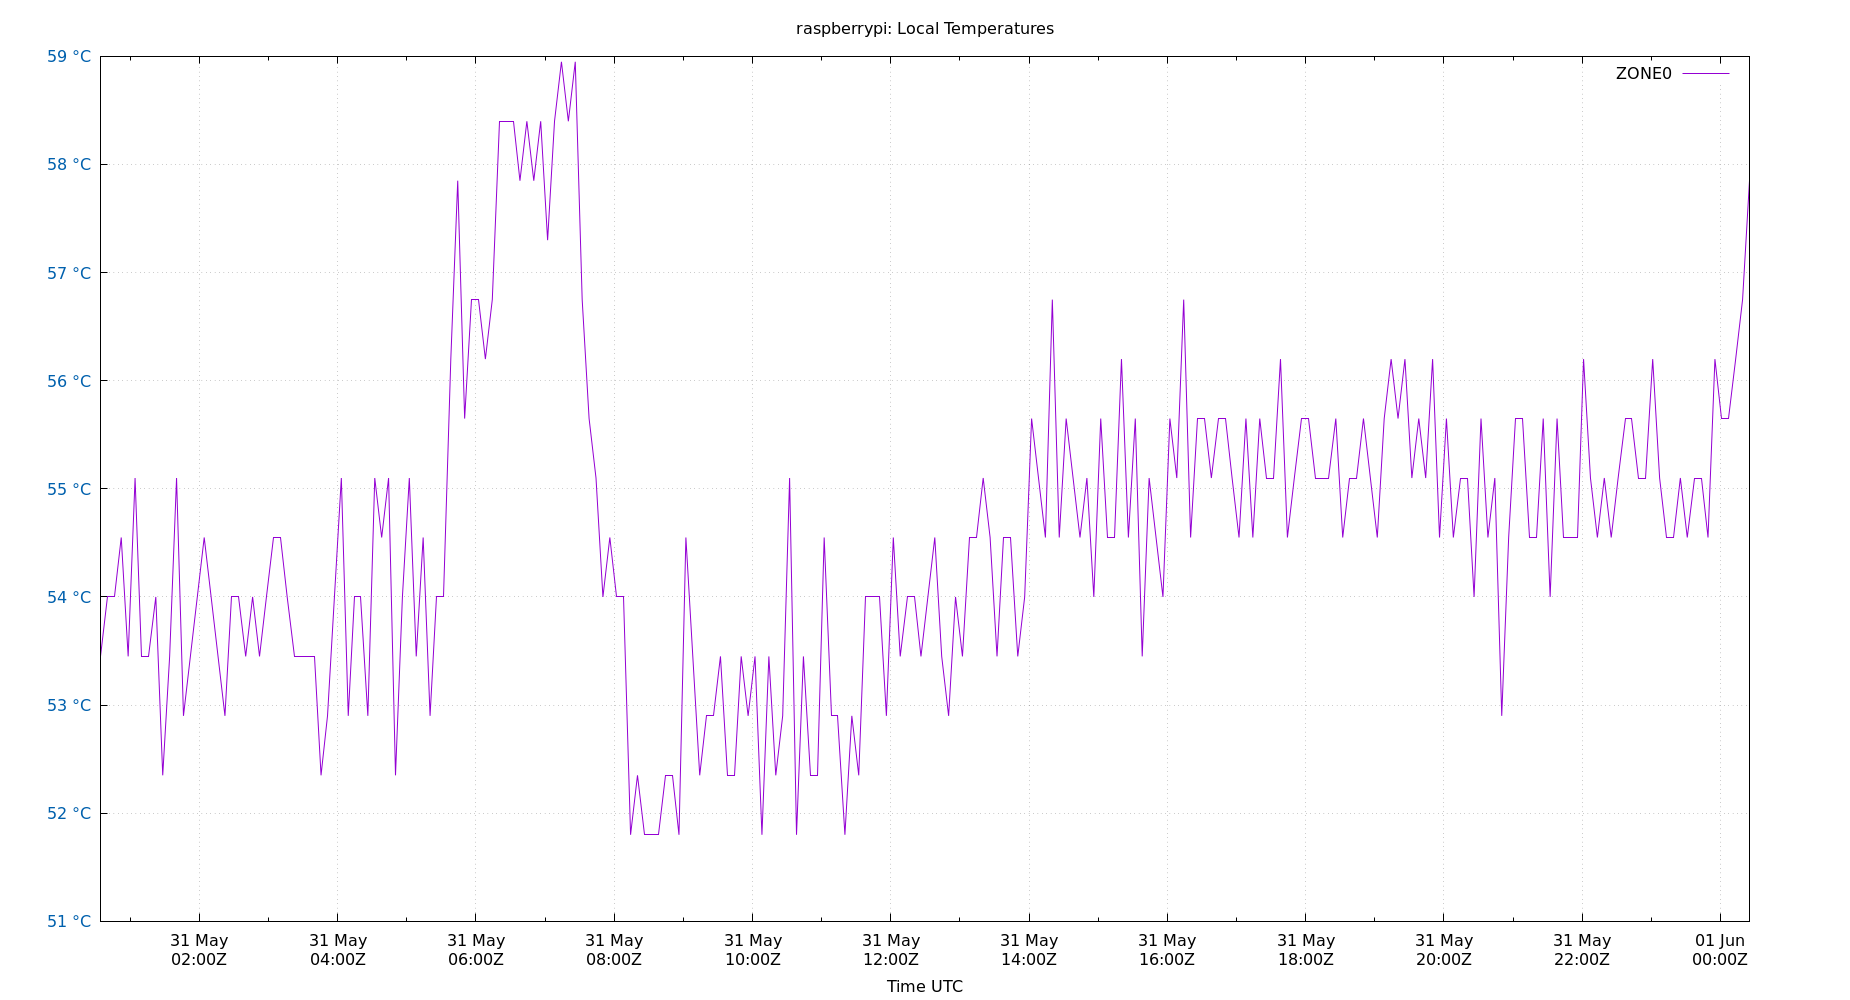 raspberrypi: Local Temperatures
59 °C
ZONE0
58 °C
57 °C
56 °C
55 °C
54 °C
53 °C
52 °C
51 °C
31 May 31 May 31 May 31 May 31 May 31 May 31 May 31 May 31 May 31 May 31 May 01 Jun
02:00Z 04:00Z 06:00Z 08:00Z 10:00Z 12:00Z 14:00Z 16:00Z 18:00Z 20:00Z 22:00Z 00:00Z
Time UTC